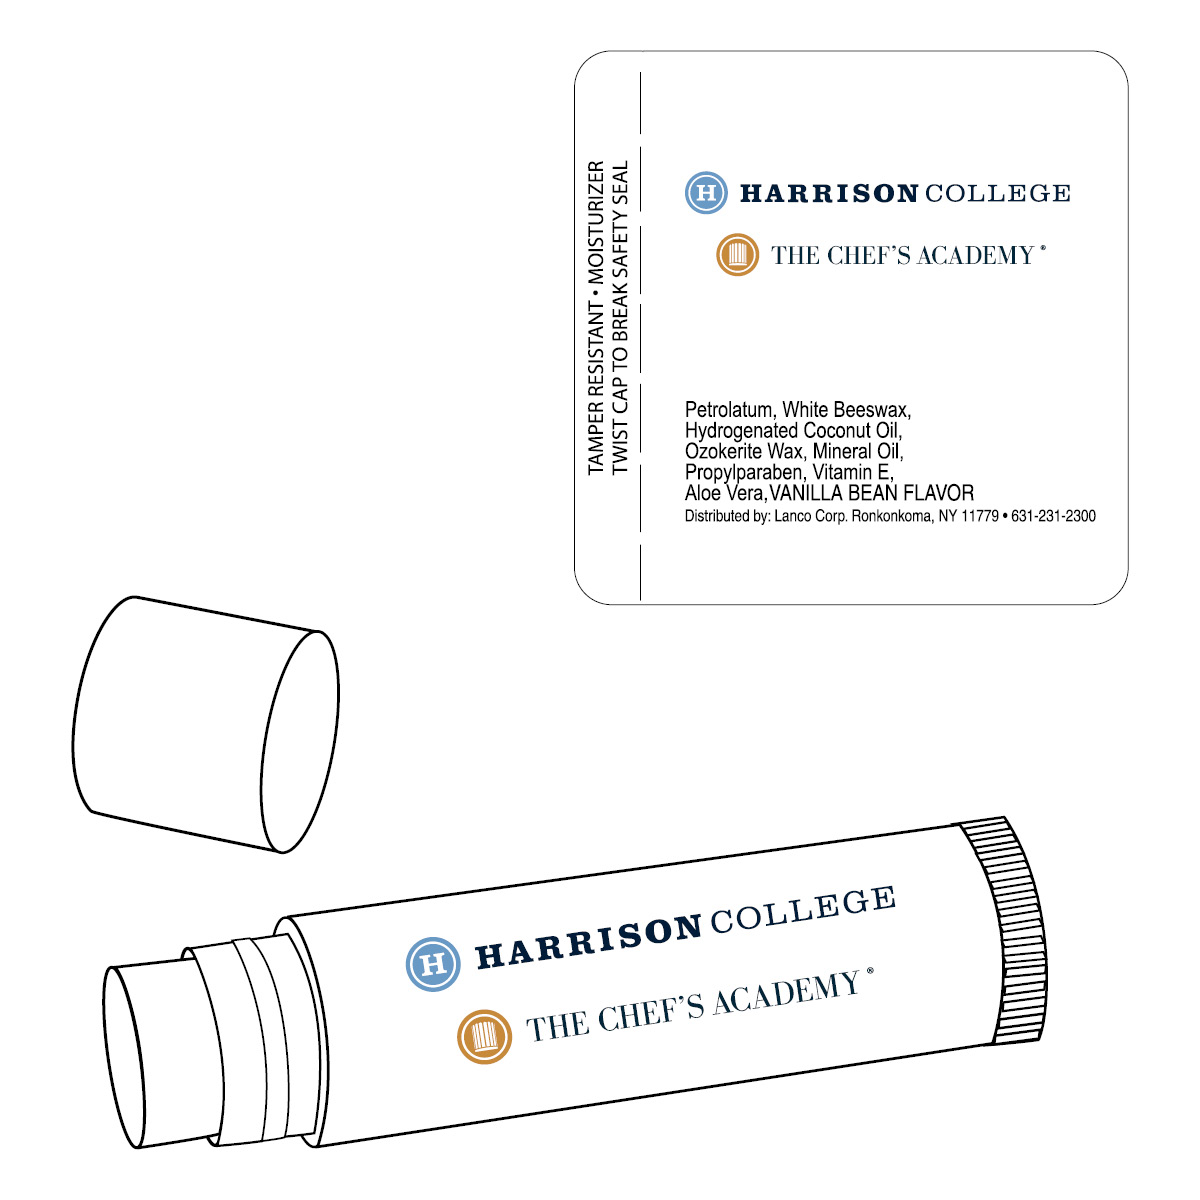 TAMPER RESISTANT • MOISTURIZER
TWIST CAP TO BREAK SAFETY SEAL
H HARRISON COLLEGE
THE CHEF'S ACADEMY ®
Petrolatum, White Beeswax,
Hydrogenated Coconut Oil,
Ozokerite Wax, Mineral Oil,
Propylparaben, Vitamin E,
Aloe Vera,VANILLA BEAN FLAVOR
Distributed by: Lanco Corp. Ronkonkoma, NY 11779 • 631-231-2300
H HARRISON COLLEGE
THE CHEF'S ACADEMY ®